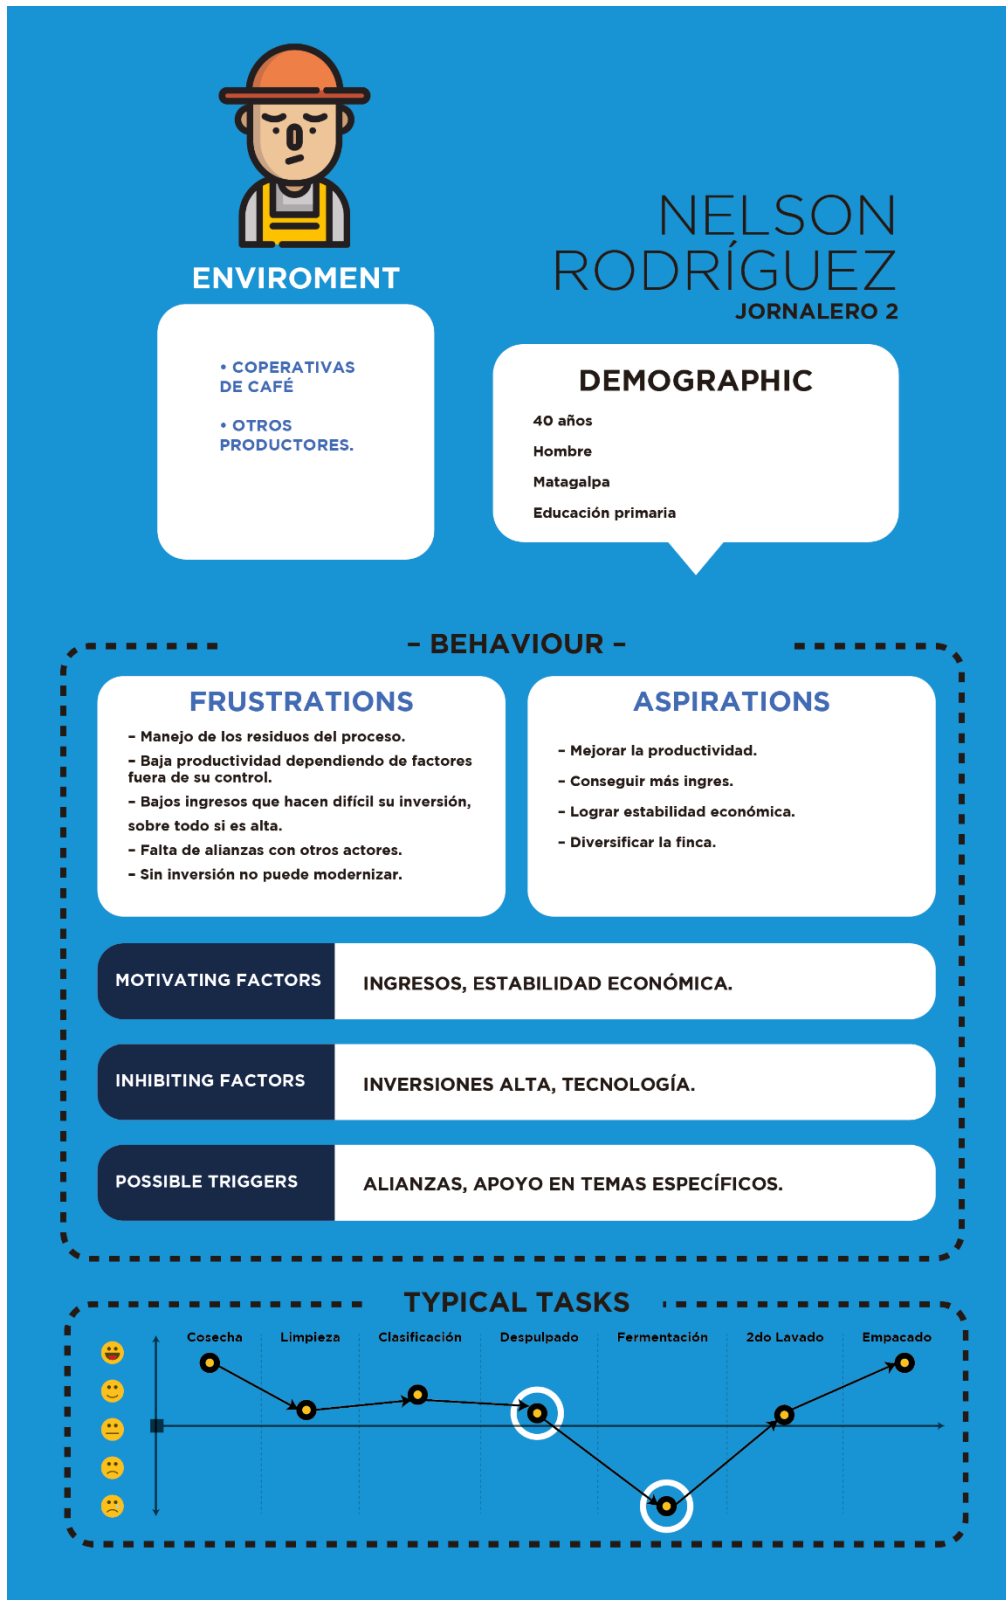 NELSON
RODRÍGUEZ
JORNALERO 2
ENVIROMENT
• COPERATIVAS
DE CAFÉ
• OTROS
PRODUCTORES.
DEMOGRAPHIC
40 años
Hombre
Matagalpa
Educación primaria
– BEHAVIOUR –
FRUSTRATIONS
– Manejo de los residuos del proceso.
– Baja productividad dependiendo de factores
fuera de su control.
– Bajos ingresos que hacen difícil su inversión,
sobre todo si es alta.
– Falta de alianzas con otros actores.
– Sin inversión no puede modernizar.
ASPIRATIONS
– Mejorar la productividad.
– Conseguir más ingres.
– Lograr estabilidad económica.
– Diversificar la finca.
MOTIVATING FACTORS
INGRESOS, ESTABILIDAD ECONÓMICA.
INHIBITING FACTORS
INVERSIONES ALTA, TECNOLOGÍA.
POSSIBLE TRIGGERS
ALIANZAS, APOYO EN TEMAS ESPECÍFICOS.
TYPICAL TASKS
Cosecha
Limpieza
Clasificación
Despulpado
Fermentación
2do Lavado
Empacado